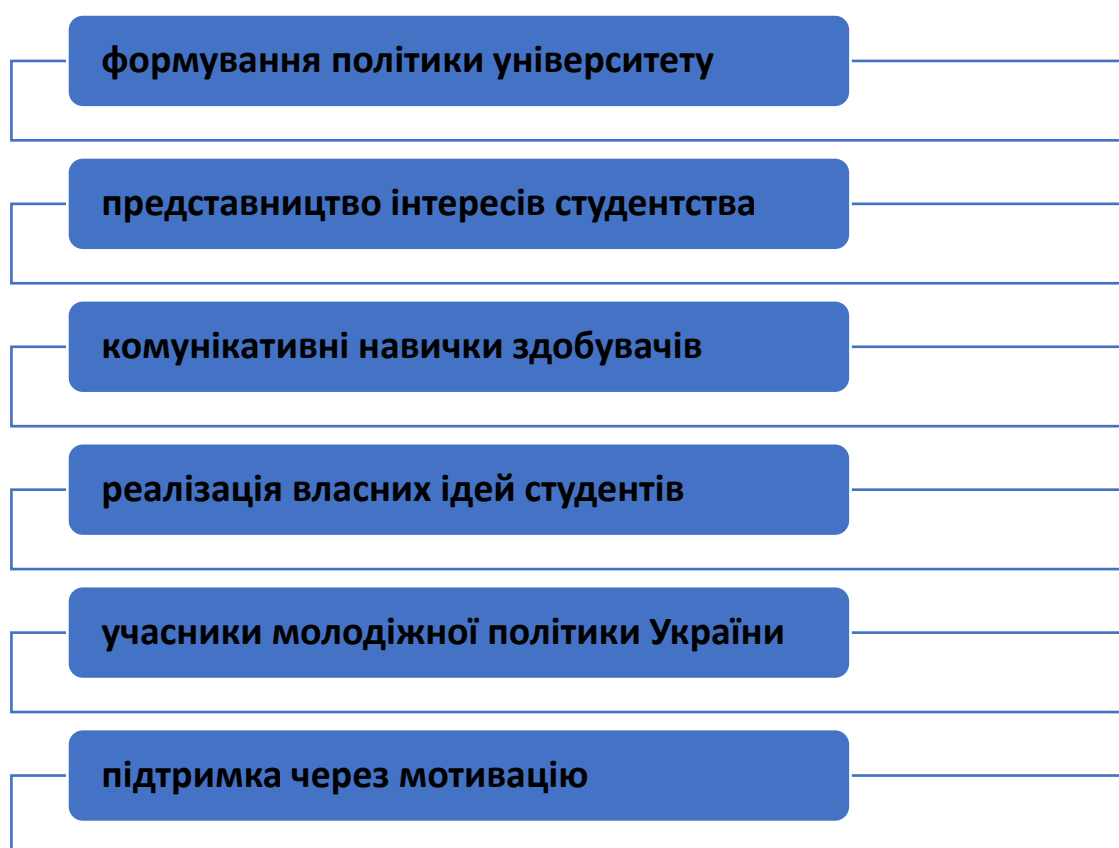 формування політики університету
представництво інтересів студентства
комунікативні навички здобувачів
реалізація власних ідей студентів
учасники молодіжної політики України
підтримка через мотивацію